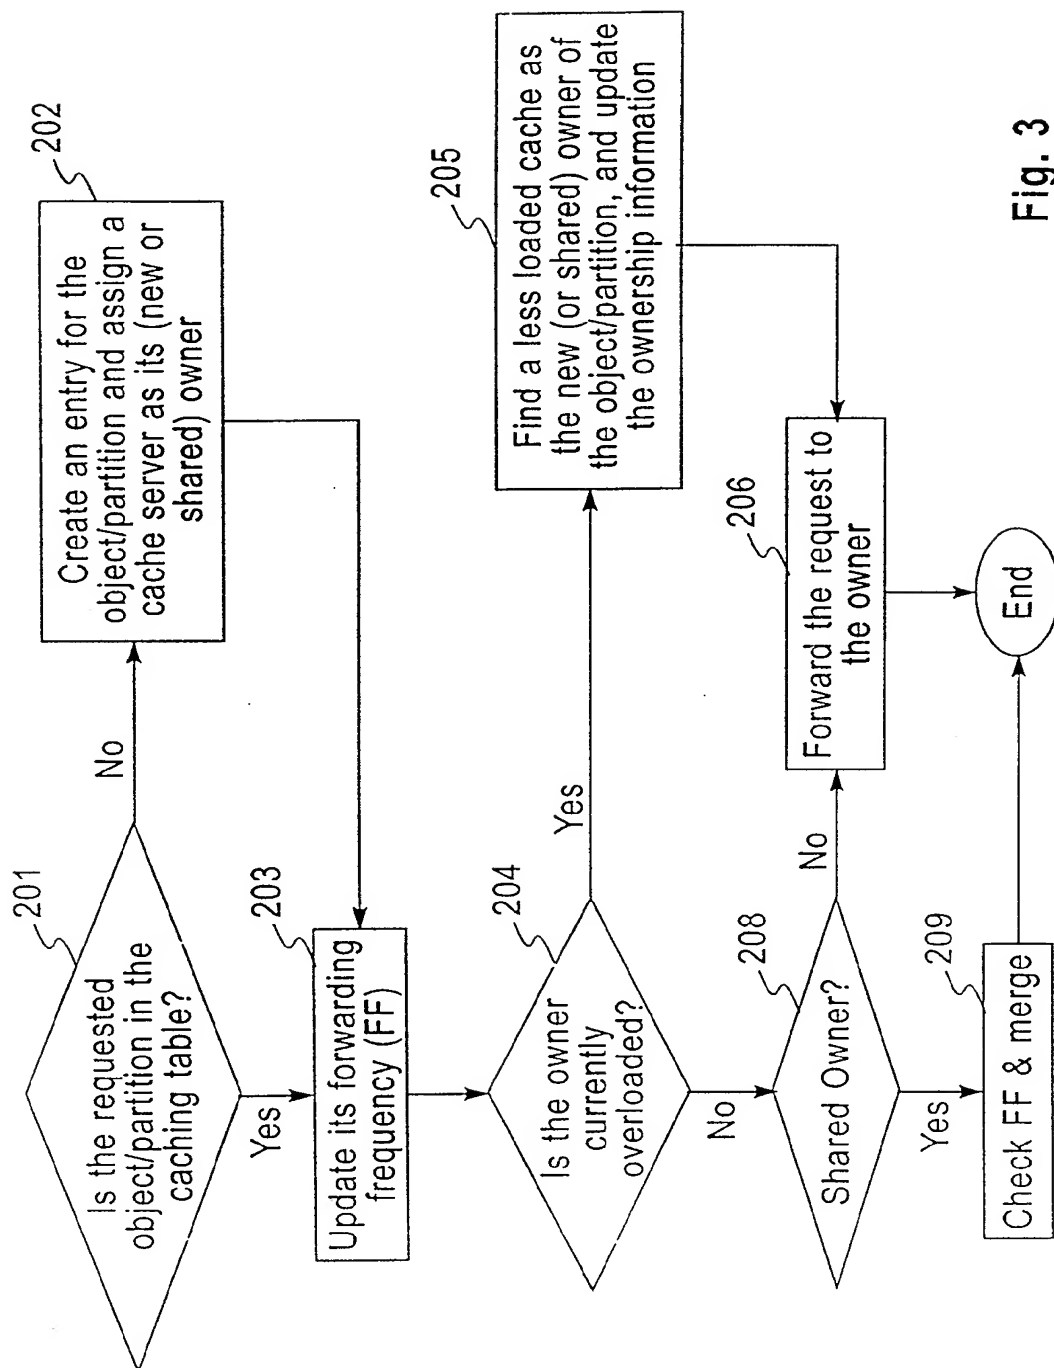 201
Is the requested
object/partition in the
caching table?
No
Yes
202
Create an entry for the
object/partition and assign a
cache server as its (new or
shared) owner
203
Update its forwarding
frequency (FF)
204
Is the owner
currently
overloaded?
Yes
No
205
Find a less loaded cache as
the new (or shared) owner of
the object/partition, and update
the ownership information
208
Shared Owner?
No
Yes
206
Forward the request to
the owner
209
Check FF & merge
End
Fig. 3